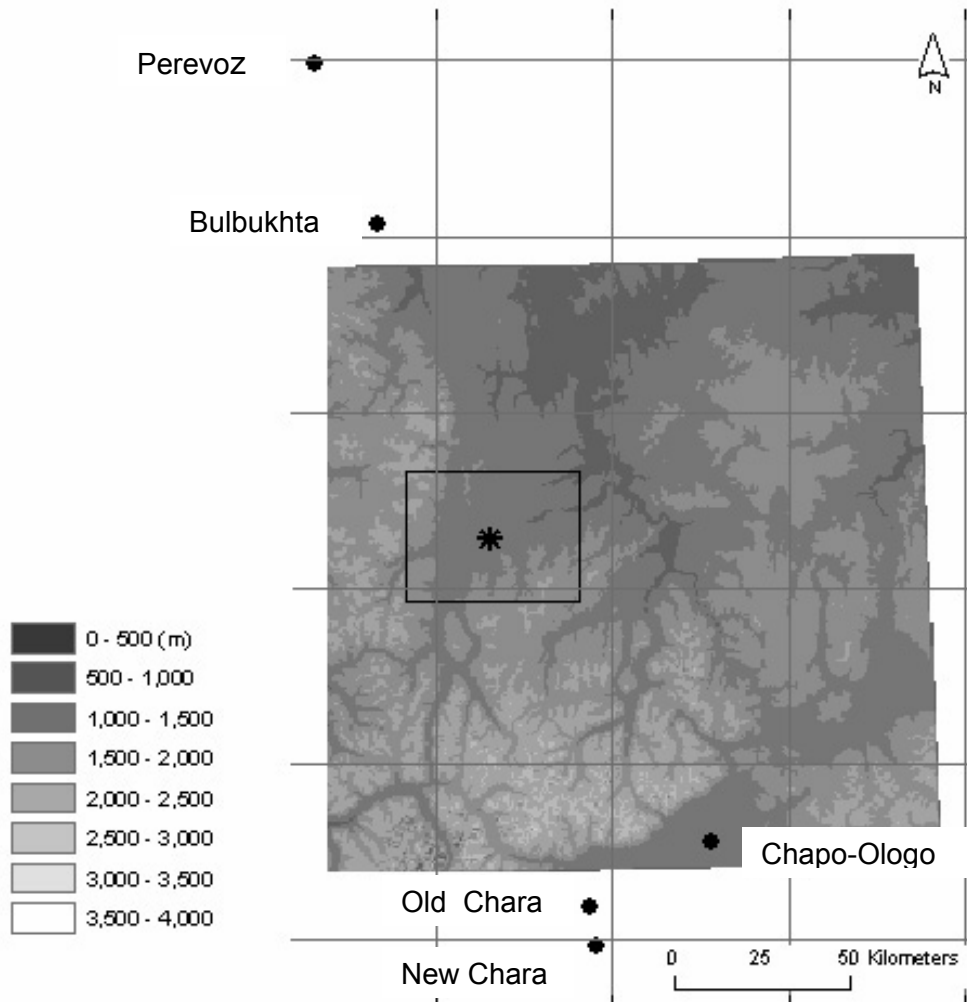 Perevoz
N
Bulbukhta
0 - 500 (m)
500 - 1,000
1,000 - 1,500
1,500 - 2,000
2,000 - 2,500
2,500 - 3,000
3,000 - 3,500
3,500 - 4,000
Chapo-Ologo
Old Chara
New Chara
0 25 50 Kilometers